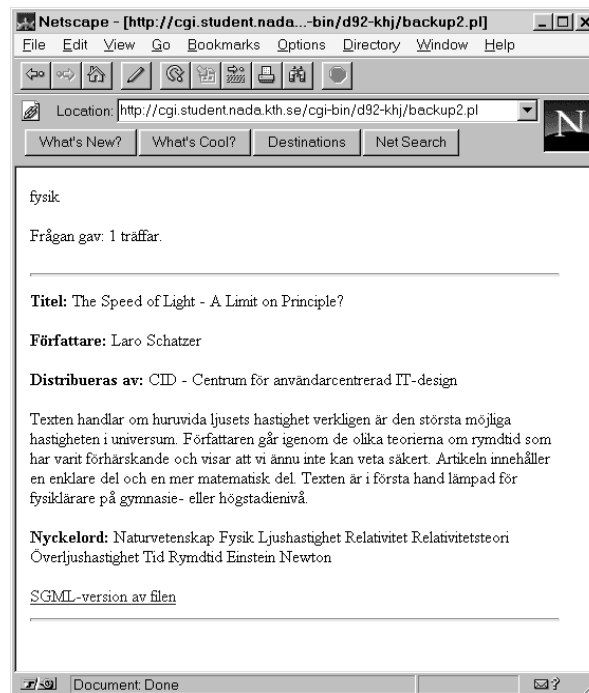 Netscape - [http://cgi.student.nada...-bin/d92-khj/backup2.pl]
File Edit View Go Bookmarks Options Directory Window Help
Location: http://cgi.student.nada.kth.se/cgi-bin/d92-khj/backup2.pl
N
What's New? What's Cool? Destinations Net Search
fysik
Frågan gav: 1 träffar.
Titel: The Speed of Light - A Limit on Principle?
Författare: Laro Schatzer
Distribueras av: CID - Centrum för användarcentrerad IT-design
Texten handlar om huruvida ljusets hastighet verkligen är den största möjliga
hastigheten i universum. Författaren går igenom de olika teorierna om rymdtid som
har varit förhärskande och visar att vi ännu inte kan veta säkert. Artikeln innehåller
en enklare del och en mer matematisk del. Texten är i första hand lämpad för
fysiklärare på gymnasie- eller högstadienivå.
Nyckelord: Naturvetenskap Fysik Ljushastighet Relativitet Relativitetsteori
Överljushastighet Tid Rymdtid Einstein Newton
SGML-version av filen
Document: Done